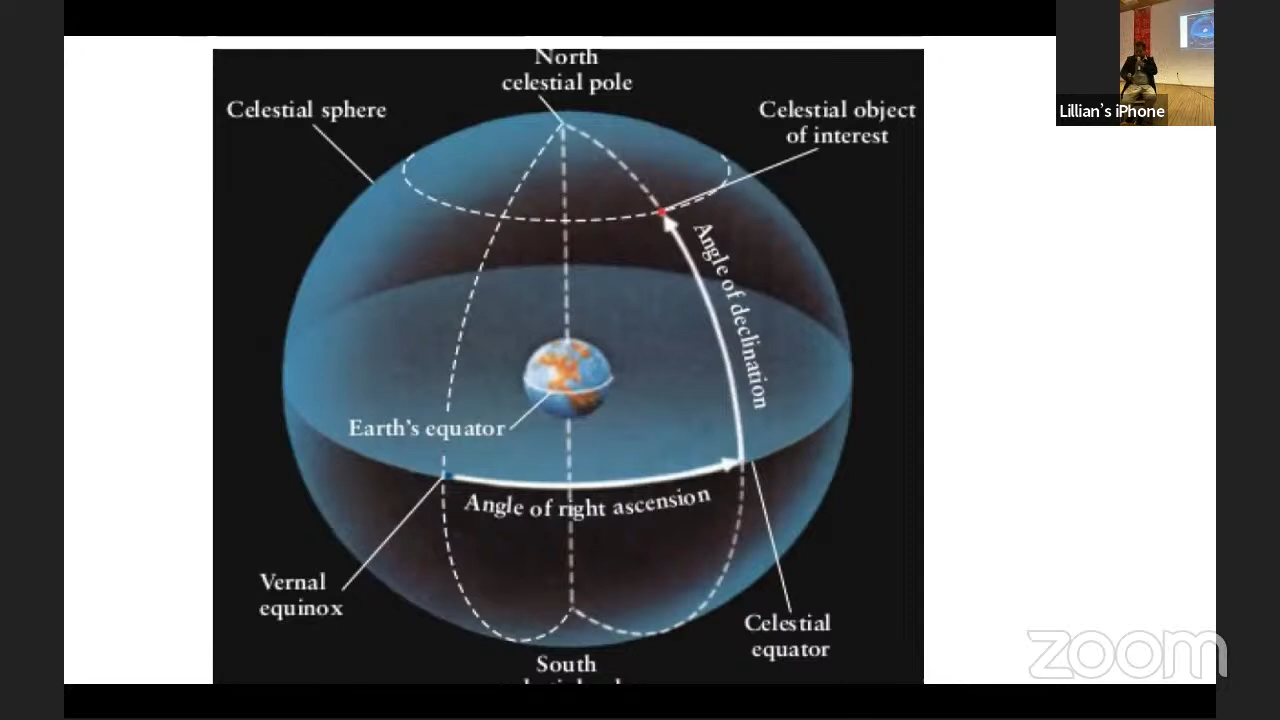 North
celestial pole
Celestial sphere
Celestial object
of interest
Angle of declination
Earth's equator
Angle of right ascension
Vernal
equinox
Celestial
equator
South
Lillian's iPhone
zoom